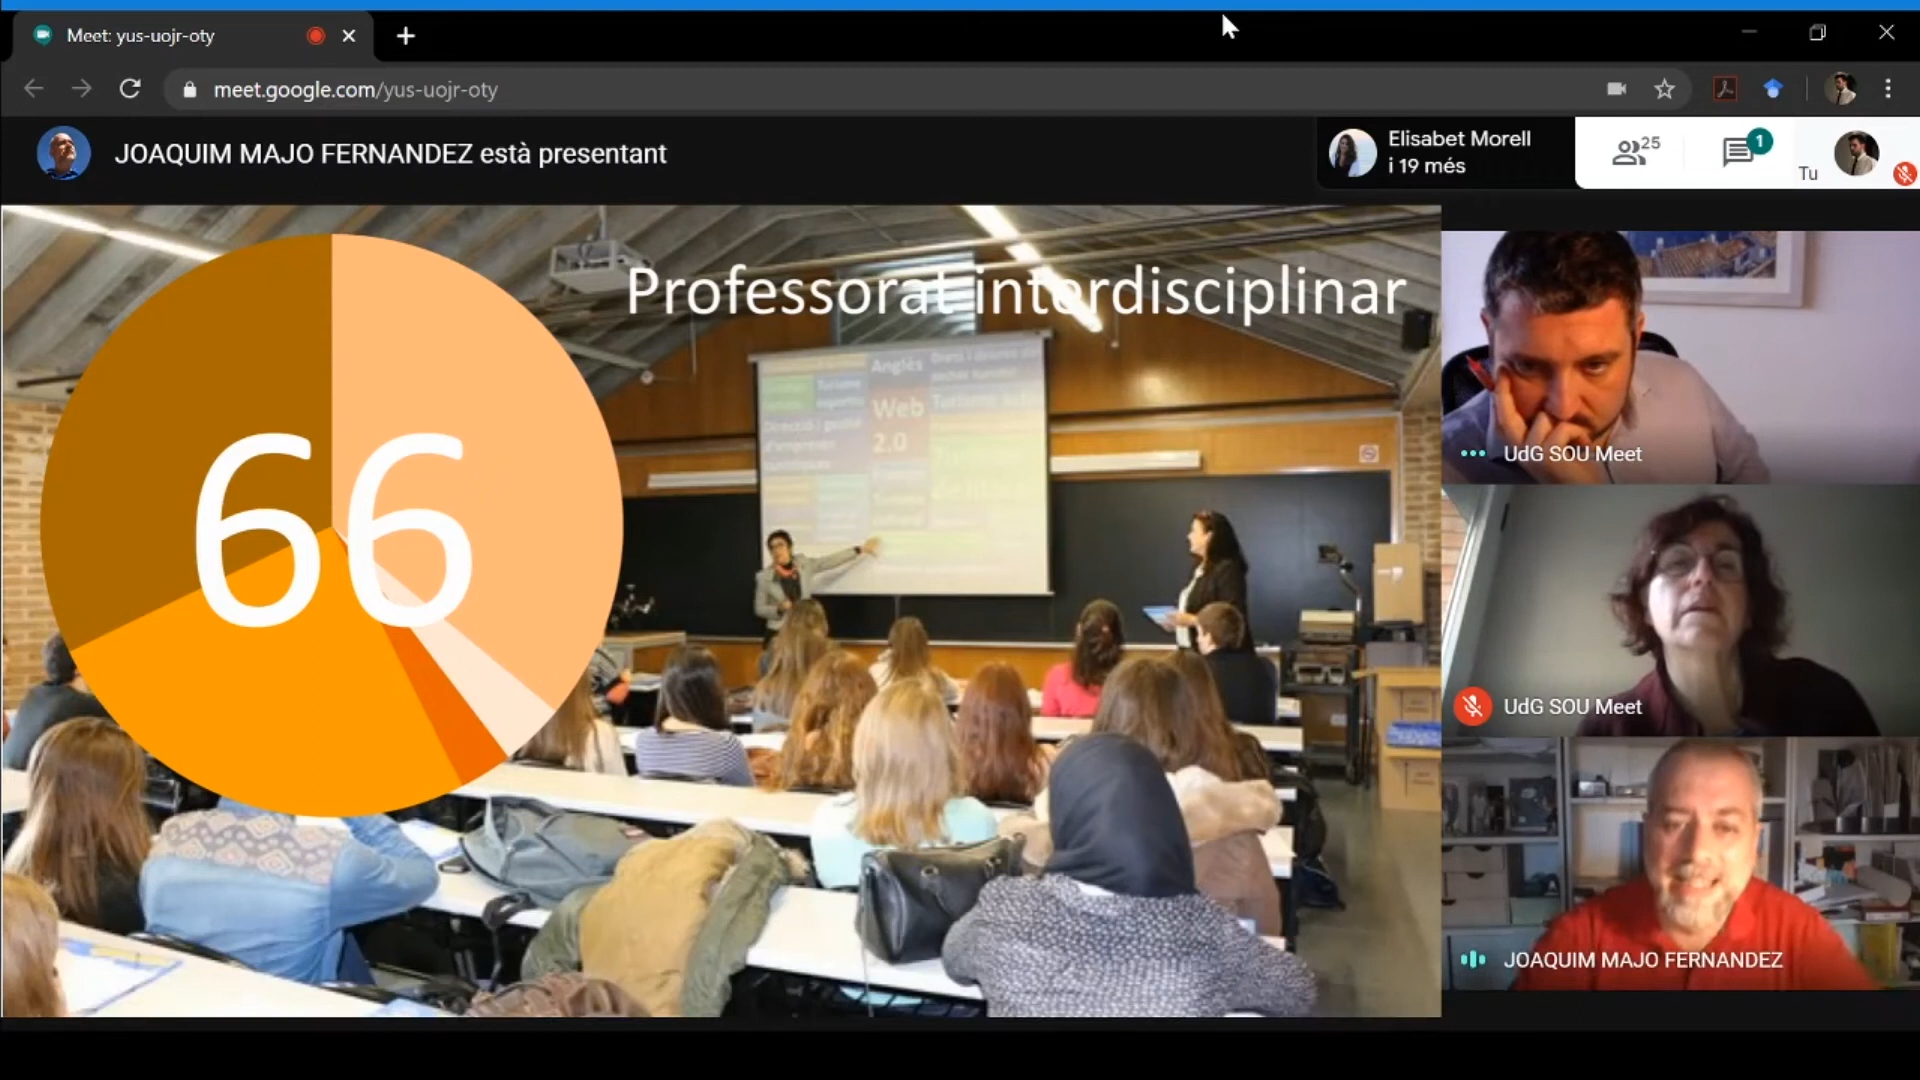 Meet: yus-uojr-oty
meet.google.com/yus-uojr-oty
JOAQUIM MAJO FERNANDEZ està presentant
Elisabet Morell
i 19 més
25
1
Tu
Professorat interdisciplinar
66
Anglès
Turisme
Web
2.0
UdG SOU Meet
UdG SOU Meet
JOAQUIM MAJO FERNANDEZ